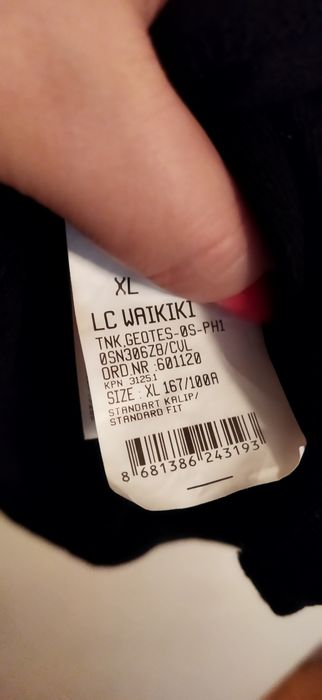 XL
LC WAIKIKI
TNK,GEOTES-0S-PH1
0SN306Z8/CUL
ORD.NR :601120
KPN 31251
SIZE : XL 167/100A
STANDART KALIP/
STANDARD FIT
8 681386 243193